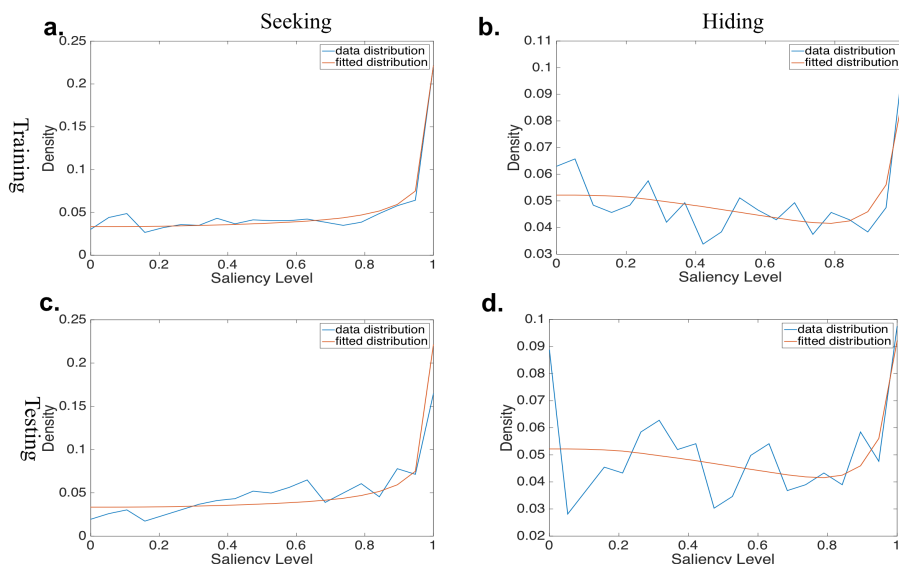 Seeking
Hiding
a.
b.
Training
0.25
0.2
0.15
0.1
0.05
0
Density
data distribution
fitted distribution
0
0.2
0.4
0.6
0.8
1
Saliency Level
0.11
0.1
0.09
0.08
0.07
0.06
0.05
0.04
0.03
Density
data distribution
fitted distribution
0
0.2
0.4
0.6
0.8
Saliency Level
c.
d.
Testing
0.25
0.2
0.15
0.1
0.05
0
Density
data distribution
fitted distribution
0
0.2
0.4
0.6
0.8
1
Saliency Level
0.1
0.09
0.08
0.07
0.06
0.05
0.04
0.03
0.02
Density
data distribution
fitted distribution
0
0.2
0.4
0.6
0.8
1
Saliency Level